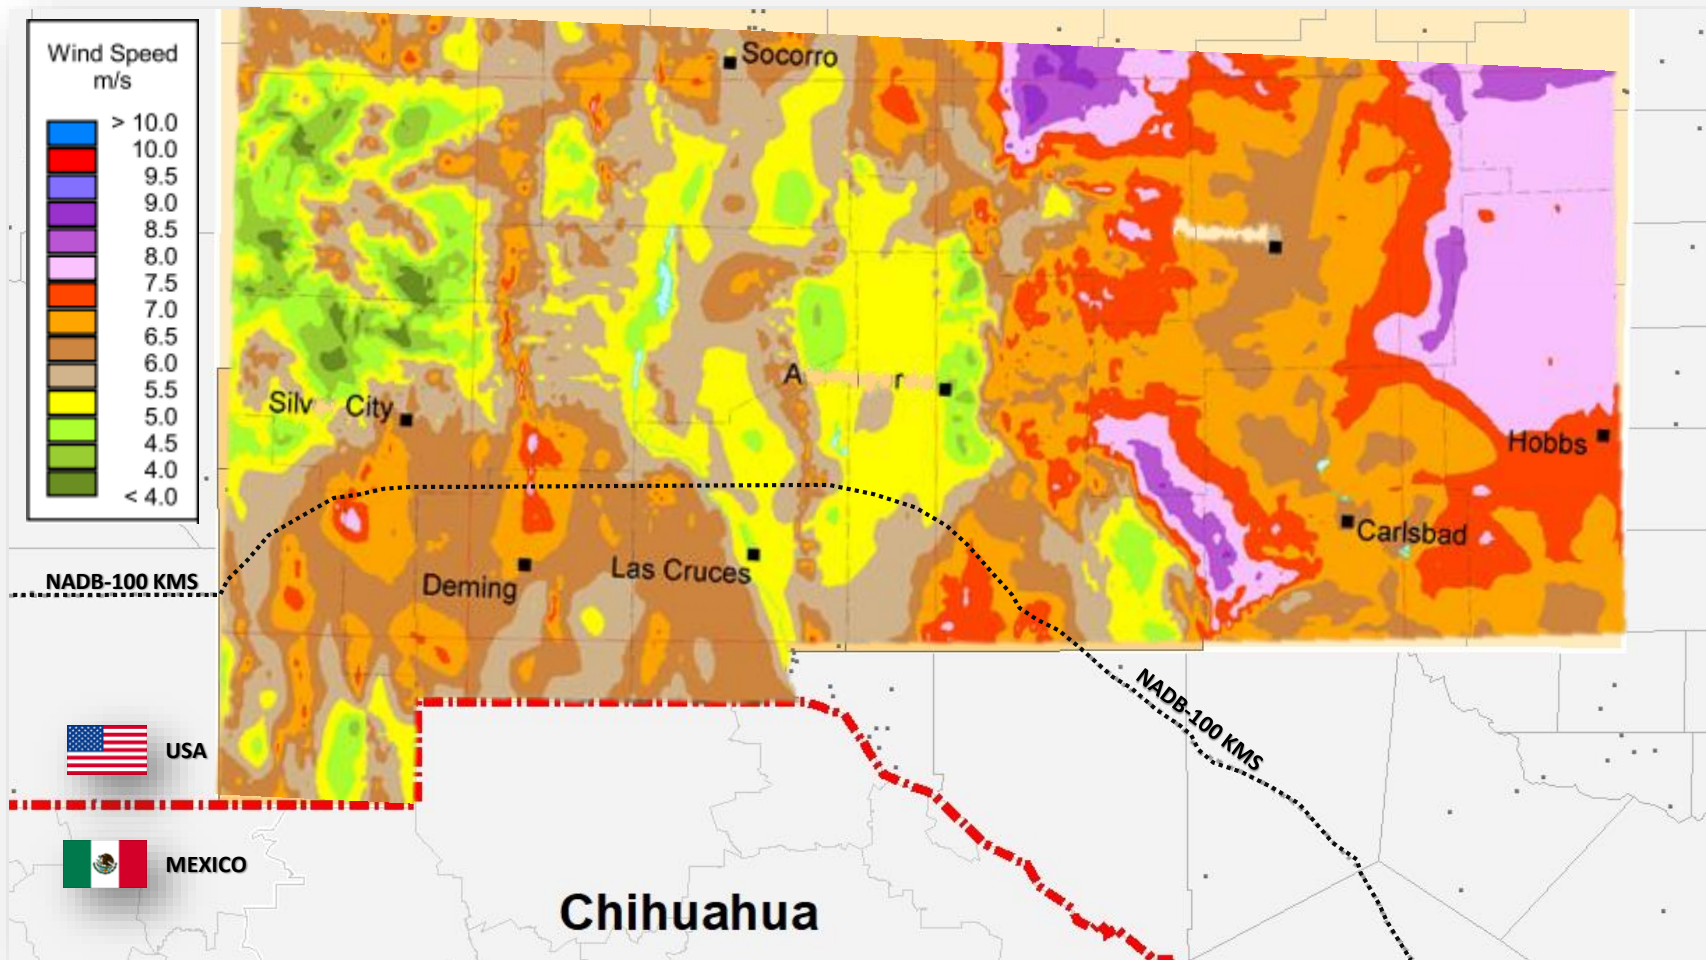 Wind Speed
m/s
> 10.0
10.0
9.5
9.0
8.5
8.0
7.5
7.0
6.5
6.0
5.5
5.0
4.5
4.0
< 4.0
Socorro
A r
Silv City
Hobbs
Carlsbad
Las Cruces
Deming
NADB-100 KMS
NADB-100 KMS
USA
MEXICO
Chihuahua